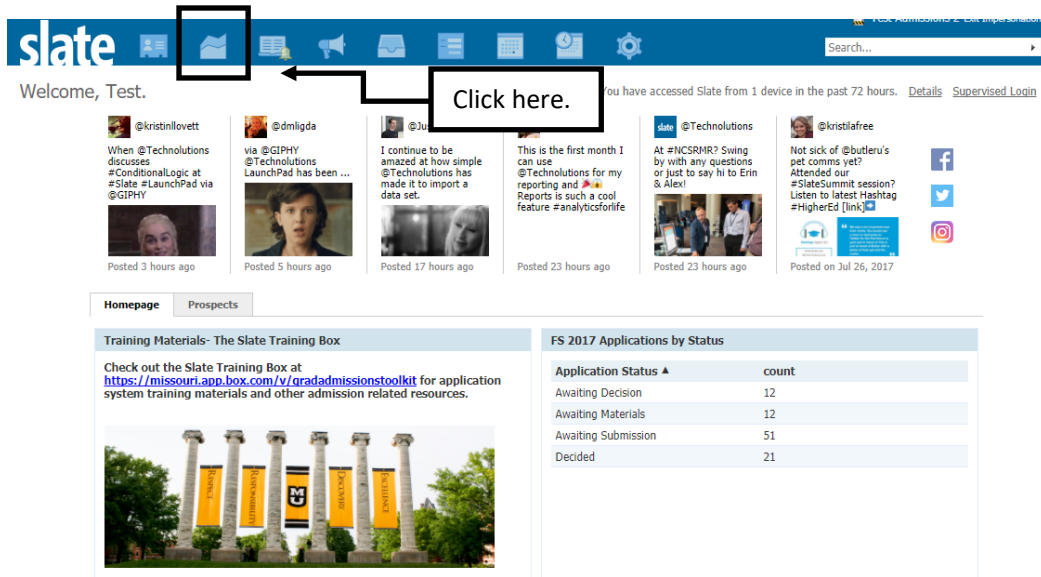 Test Admissions 2 Exit Impersonation
slate
Search...
Click here.
Welcome, Test.
You have accessed Slate from 1 device in the past 72 hours. Details Supervised Login
@kristinllovett
When @Technolutions
discusses
#ConditionalLogic at
#Slate #LaunchPad via
@GIPHY
Posted 3 hours ago
@dmligda
via @GIPHY
@Technolutions
LaunchPad has been ...
Posted 5 hours ago
@Jus
I continue to be
amazed at how simple
@Technolutions has
made it to import a
data set.
Posted 17 hours ago
This is the first month I
can use
@Technolutions for my
reporting and
Reports is such a cool
feature #analyticsforlife
Posted 23 hours ago
slate @Technolutions
At #NCSRMR? Swing
by with any questions
or just to say hi to Erin
& Alex!
Posted 23 hours ago
@kristilafree
Not sick of @butleru's
pet comms yet?
Attended our
#SlateSummit session?
Listen to latest Hashtag
#HigherEd [link]
Posted on Jul 26, 2017
Homepage Prospects
Training Materials- The Slate Training Box
Check out the Slate Training Box at
https://missouri.app.box.com/v/gradadmissionstoolkit for application
system training materials and other admission related resources.
RESPECT
RESPONSIBILITY
MU
DISCOVERY
EXCELLENCE
FS 2017 Applications by Status
Application Status ▲ count
Awaiting Decision 12
Awaiting Materials 12
Awaiting Submission 51
Decided 21